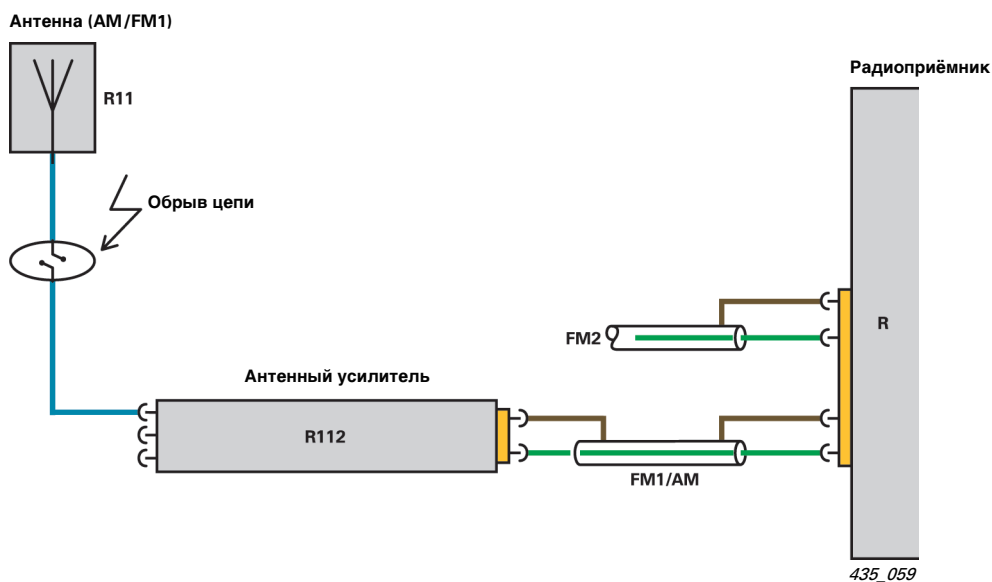 Антенна (AM/FM1)
Радиоприёмник
R11
Обрыв цепи
R
FM2
Антенный усилитель
R112
FM1/AM
435_059